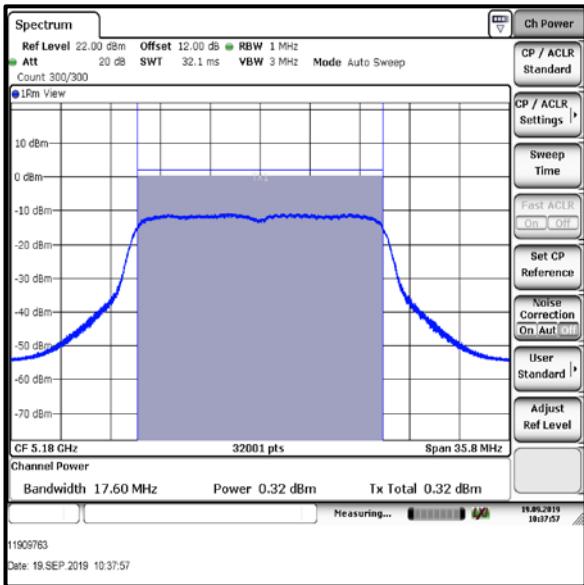 Spectrum
Ref Level 22.00 dBm Offset 12.00 dB RBW 1 MHz
Att 20 dB SWT 32.1 ms VBW 3 MHz Mode Auto Sweep
Count 300/300
1Rm View
10 dBm
0 dBm
-10 dBm
-20 dBm
-30 dBm
-40 dBm
-50 dBm
-60 dBm
-70 dBm
CF 5.18 GHz 32001 pts Span 35.8 MHz
Channel Power
Bandwidth 17.60 MHz Power 0.32 dBm Tx Total 0.32 dBm
Measuring... 19.09.2019
10:37:57
Ch Power
CP / ACLR
Standard
CP / ACLR
Settings
Sweep
Time
Fast ACLR
On Off
Set CP
Reference
Noise
Correction
On Aut Off
User
Standard
Adjust
Ref Level
11909763
Date: 19.SEP.2019 10:37:57